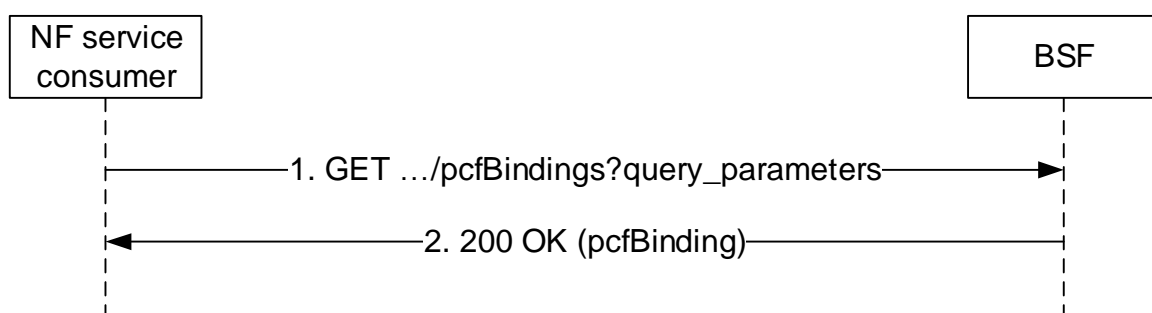 NF service
consumer
BSF
1. GET …/pcfBindings?query_parameters
2. 200 OK (pcfBinding)